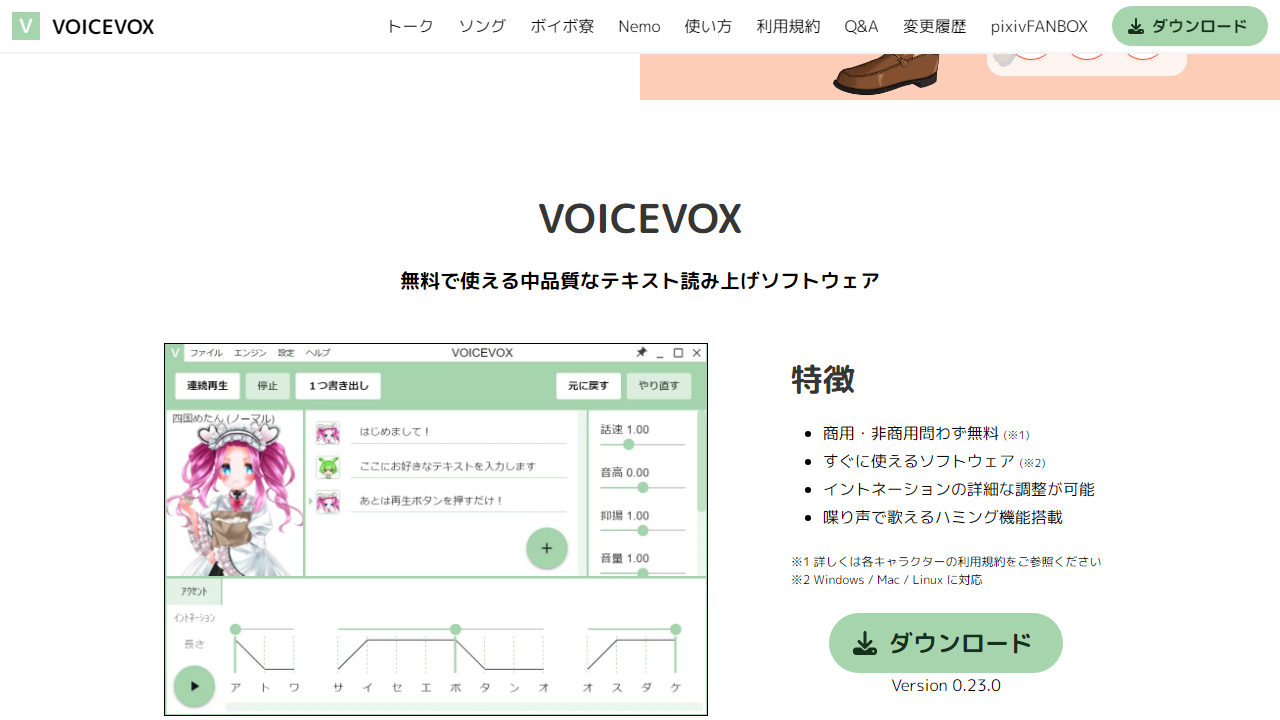 V VOICEVOX トーク ソング ボイボ寮 Nemo 使い方 利用規約 Q&A 変更履歴 pixivFANBOX ダウンロード
VOICEVOX
無料で使える中品質なテキスト読み上げソフトウェア
V ファイル エンジン 設定 ヘルプ VOICEVOX
連続再生 停止 1つ書き出し 元に戻す やり直す
四国めたん (ノーマル)
はじめまして！
ここにお好きなテキストを入力します
あとは再生ボタンを押すだけ！
話速 1.00
音高 0.00
抑揚 1.00
音量 1.00
アクセント
イントネーション
長さ
ア ト ワ サ イ セ エ ボ タ ン オ オ ス ダ ケ
特徴
商用・非商用問わず無料 (※1)
すぐに使えるソフトウェア (※2)
イントネーションの詳細な調整が可能
喋り声で歌えるハミング機能搭載
※1 詳しくは各キャラクターの利用規約をご参照ください
※2 Windows / Mac / Linux に対応
ダウンロード
Version 0.23.0